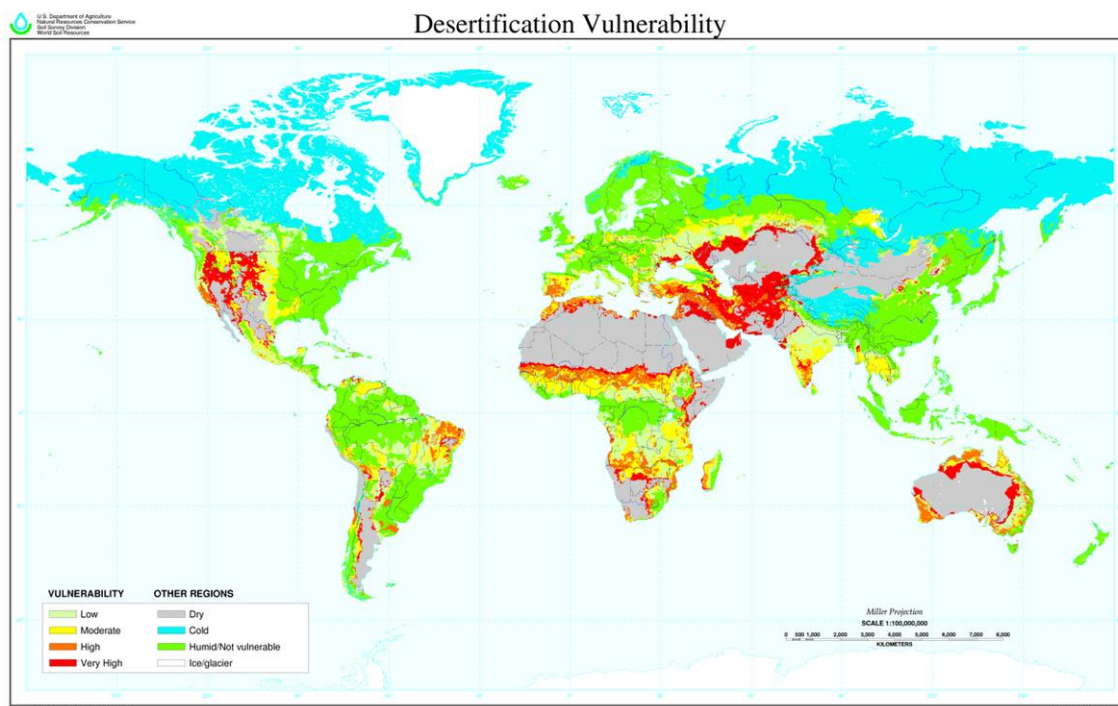 U.S. Department of Agriculture
Natural Resources Conservation Service
Soil Survey Division
World Soil Resources
Desertification Vulnerability
VULNERABILITY OTHER REGIONS
Low Dry
Moderate Cold
High Humid/Not vulnerable
Very High Ice/glacier
Miller Projection
SCALE 1:100,000,000
0 500 1,000 2,000 3,000 4,000 5,000 6,000 7,000 8,000
KILOMETERS